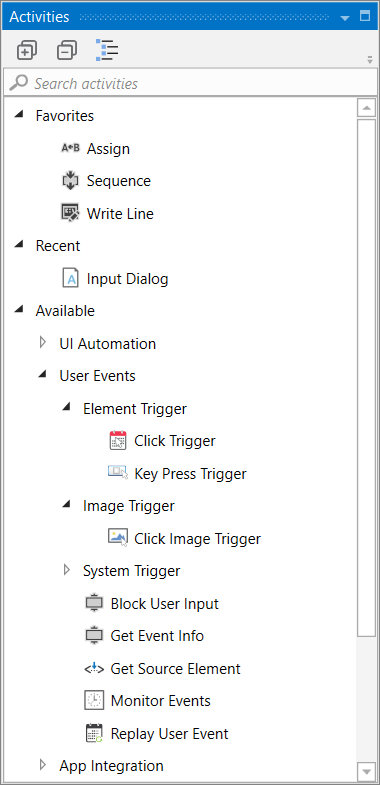 Activities
Search activities
Favorites
A B Assign
Sequence
Write Line
Recent
A Input Dialog
Available
UI Automation
User Events
Element Trigger
Click Trigger
Key Press Trigger
Image Trigger
Click Image Trigger
System Trigger
Block User Input
Get Event Info
Get Source Element
Monitor Events
Replay User Event
App Integration